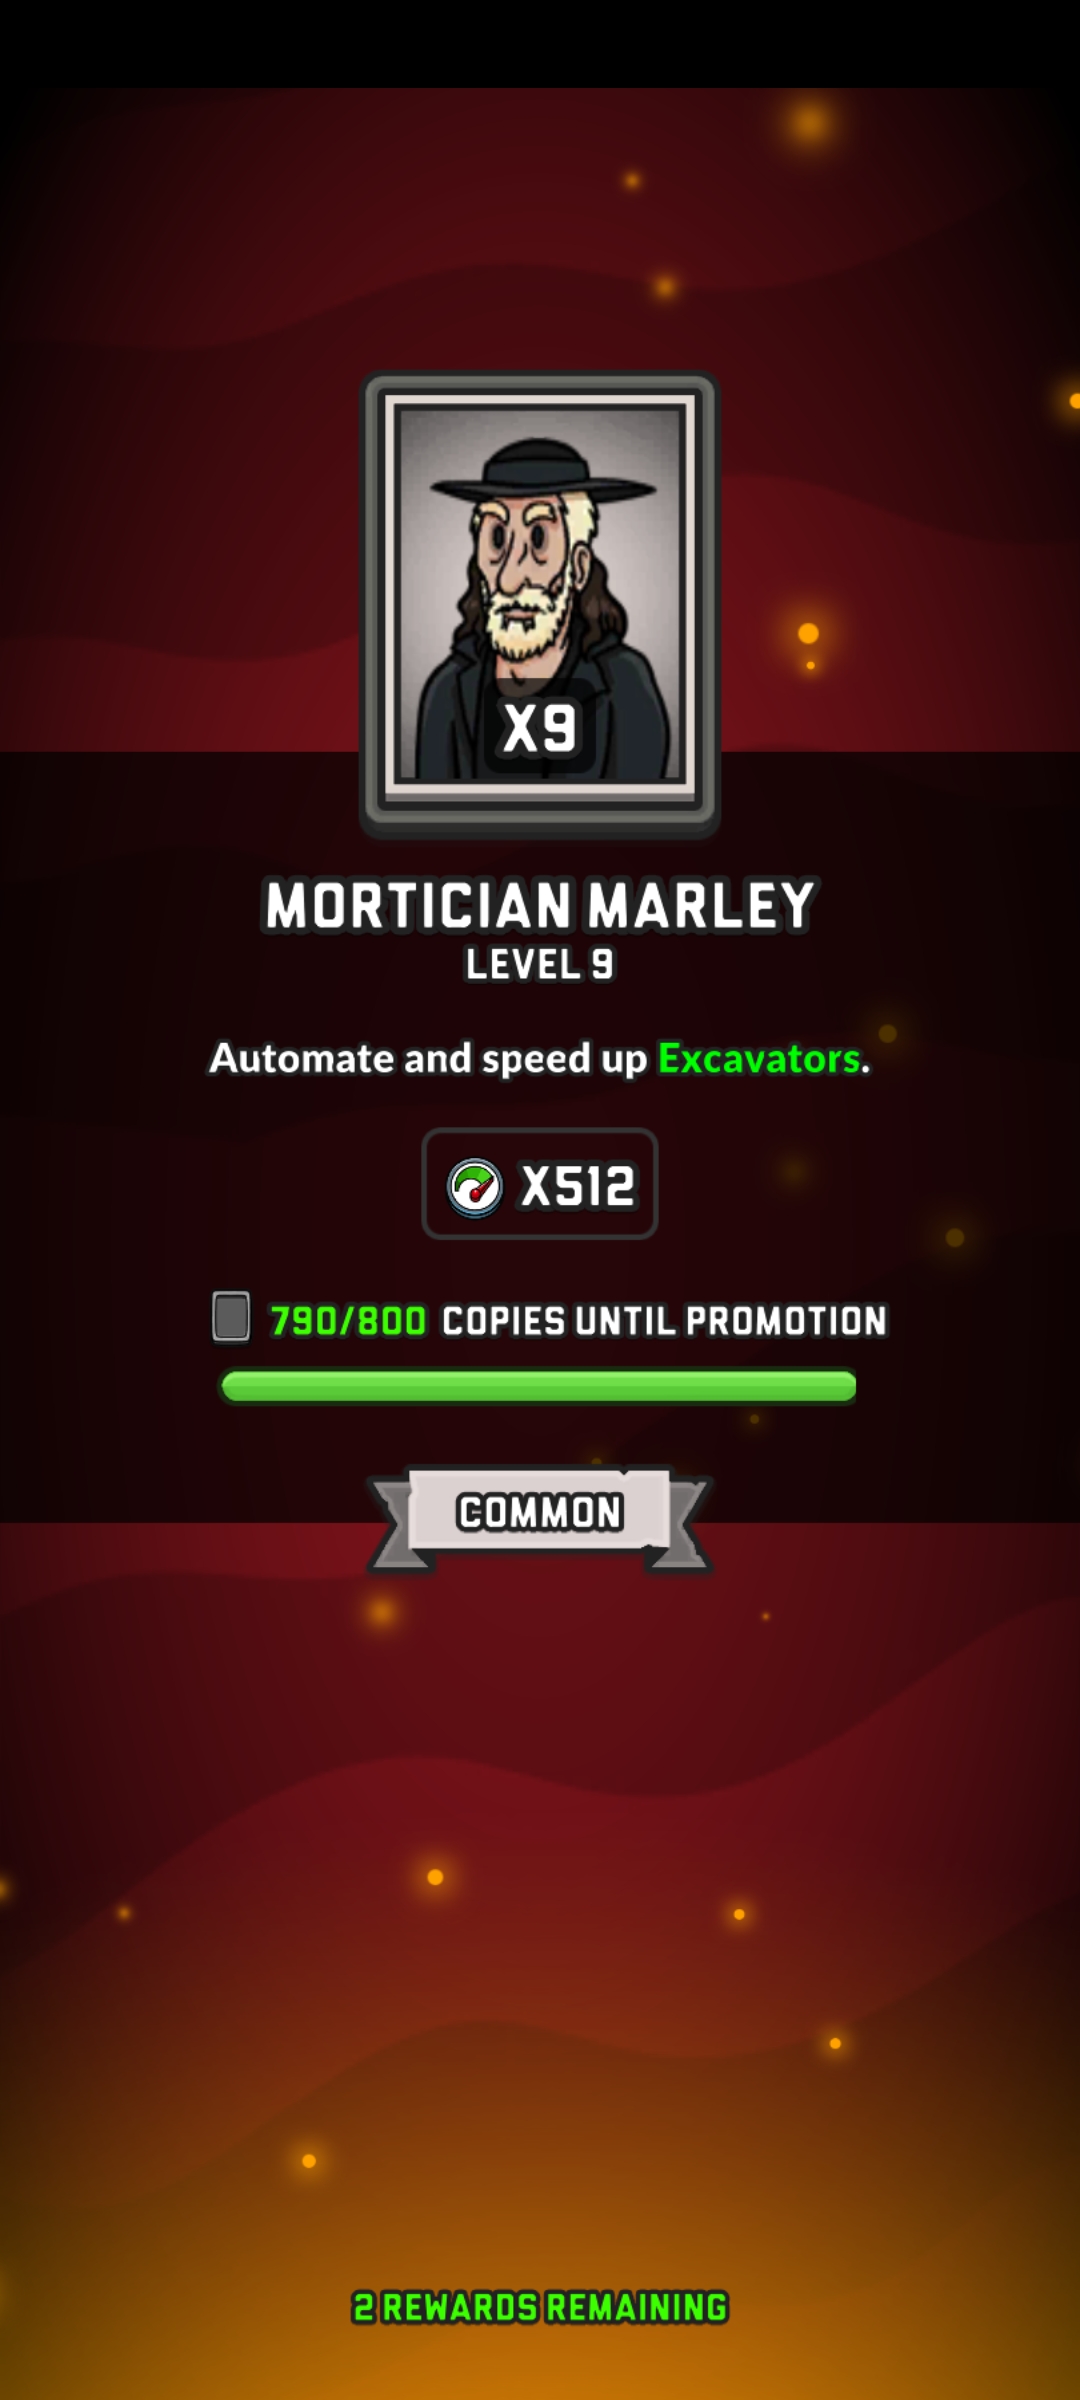 X9
MORTICIAN MARLEY
LEVEL 9
Automate and speed up Excavators.
X512
790/800 COPIES UNTIL PROMOTION
COMMON
2 REWARDS REMAINING